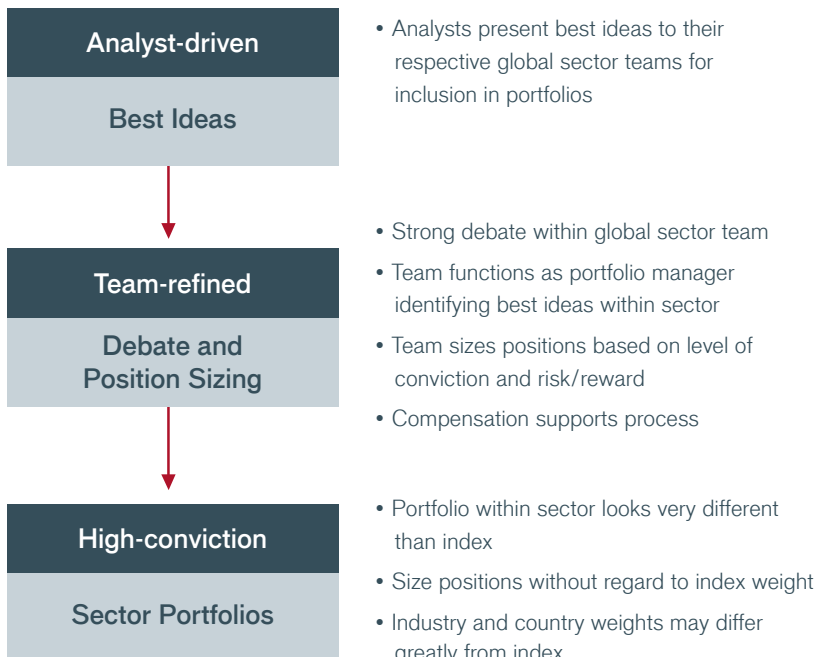 Analyst-driven
Best Ideas
• Analysts present best ideas to their
respective global sector teams for
inclusion in portfolios
Team-refined
Debate and
Position Sizing
• Strong debate within global sector team
• Team functions as portfolio manager
identifying best ideas within sector
• Team sizes positions based on level of
conviction and risk/reward
• Compensation supports process
High-conviction
Sector Portfolios
• Portfolio within sector looks very different
than index
• Size positions without regard to index weight
• Industry and country weights may differ
greatly from index